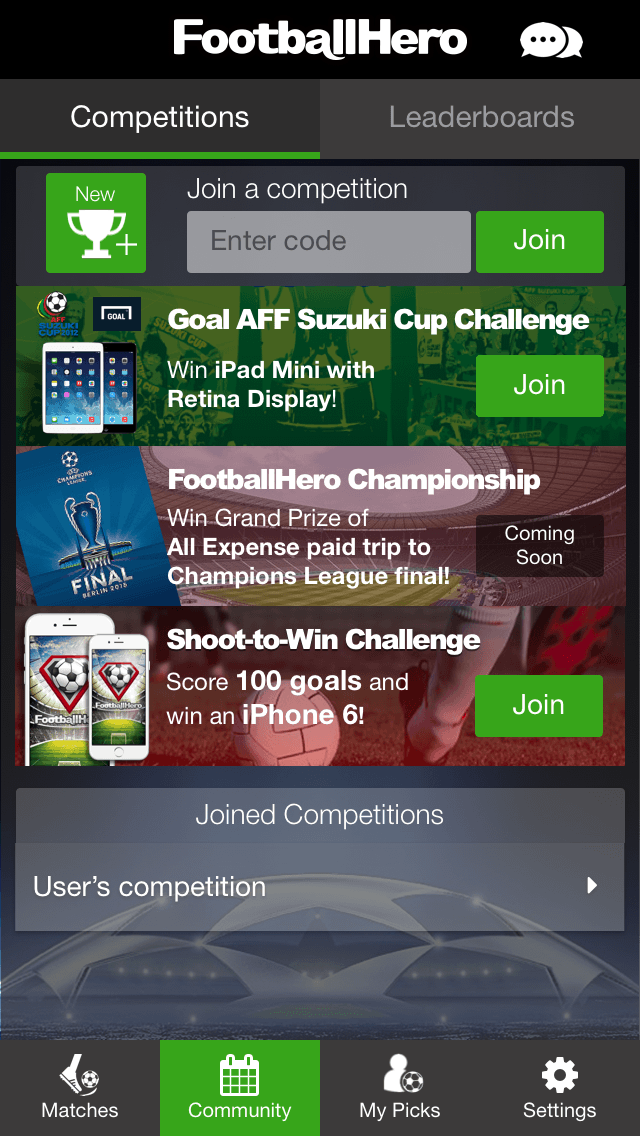 FootballHero
Competitions
Leaderboards
New
Join a competition
Enter code
Join
AFF
SUZUKI
CUP2012
GOAL
Goal AFF Suzuki Cup Challenge
Win iPad Mini with
Retina Display!
Join
CHAMPIONS
LEAGUE
FINAL
BERLIN 2015
FootballHero Championship
Win Grand Prize of
All Expense paid trip to
Champions League final!
Coming
Soon
FootballH
FootballHero
Shoot-to-Win Challenge
Score 100 goals and
win an iPhone 6!
Join
Joined Competitions
User's competition
Matches
Community
My Picks
Settings